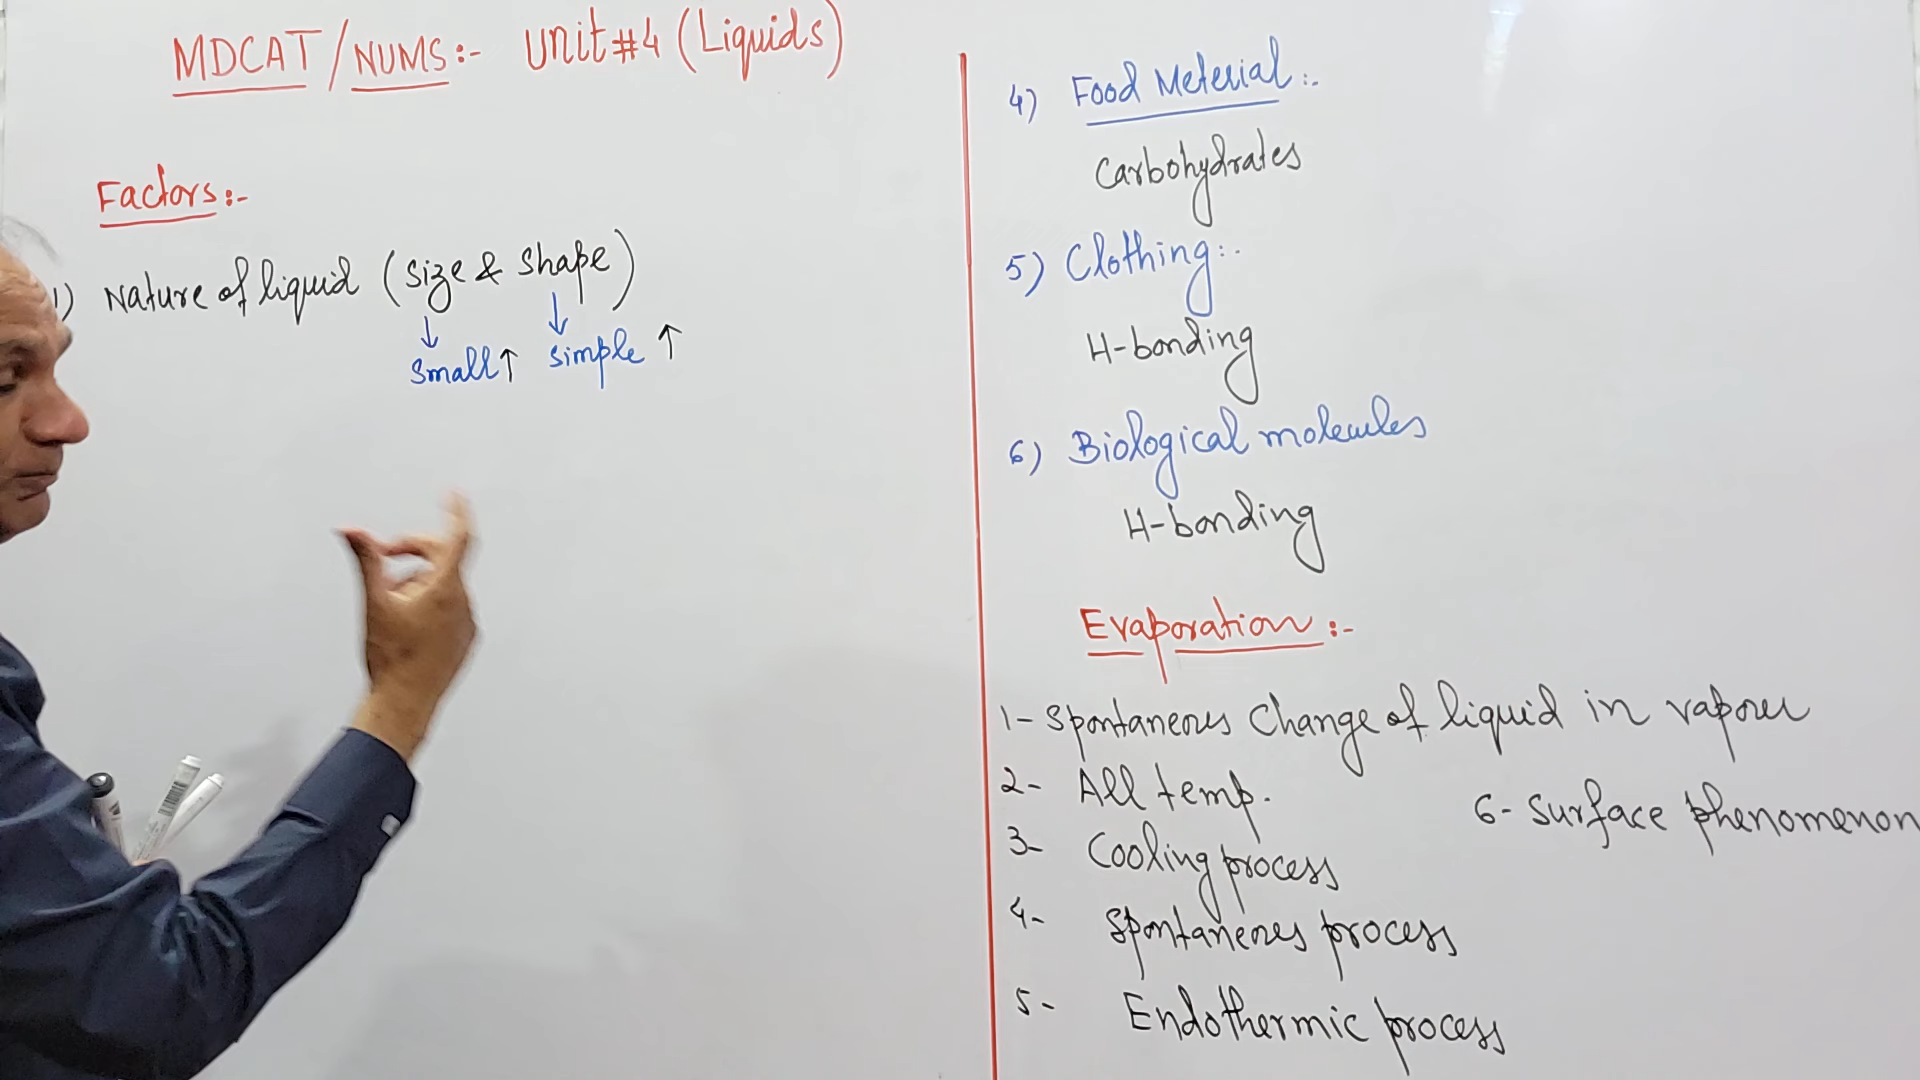 MDCAT/NUMS:- Unit#4 (Liquids)
Factors:-
1) Nature of liquid (Size & Shape)
↓ ↓
Small↑ Simple ↑
4) Food Meterial:-
Carbohydrates
5) Clothing:-
H-bonding
6) Biological molecules
H-bonding
Evaporation:-
1- Spontaneous Change of liquid in vapour
2- All temp.
3- Cooling process
4- Spontaneous process
5- Endothermic process
6- Surface phenomenon